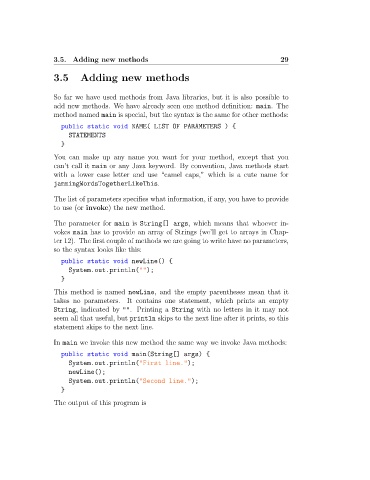 3.5. Adding new methods 29
3.5 Adding new methods
So far we have used methods from Java libraries, but it is also possible to
add new methods. We have already seen one method definition: main. The
method named main is special, but the syntax is the same for other methods:
public static void NAME( LIST OF PARAMETERS ) {
STATEMENTS
}
You can make up any name you want for your method, except that you
can't call it main or any Java keyword. By convention, Java methods start
with a lower case letter and use “camel caps,” which is a cute name for
jammingWordsTogetherLikeThis.
The list of parameters specifies what information, if any, you have to provide
to use (or invoke) the new method.
The parameter for main is String[] args, which means that whoever in-
vokes main has to provide an array of Strings (we'll get to arrays in Chap-
ter 12). The first couple of methods we are going to write have no parameters,
so the syntax looks like this:
public static void newLine() {
System.out.println("");
}
This method is named newLine, and the empty parentheses mean that it
takes no parameters. It contains one statement, which prints an empty
String, indicated by "". Printing a String with no letters in it may not
seem all that useful, but println skips to the next line after it prints, so this
statement skips to the next line.
In main we invoke this new method the same way we invoke Java methods:
public static void main(String[] args) {
System.out.println("First line.");
newLine();
System.out.println("Second line.");
}
The output of this program is